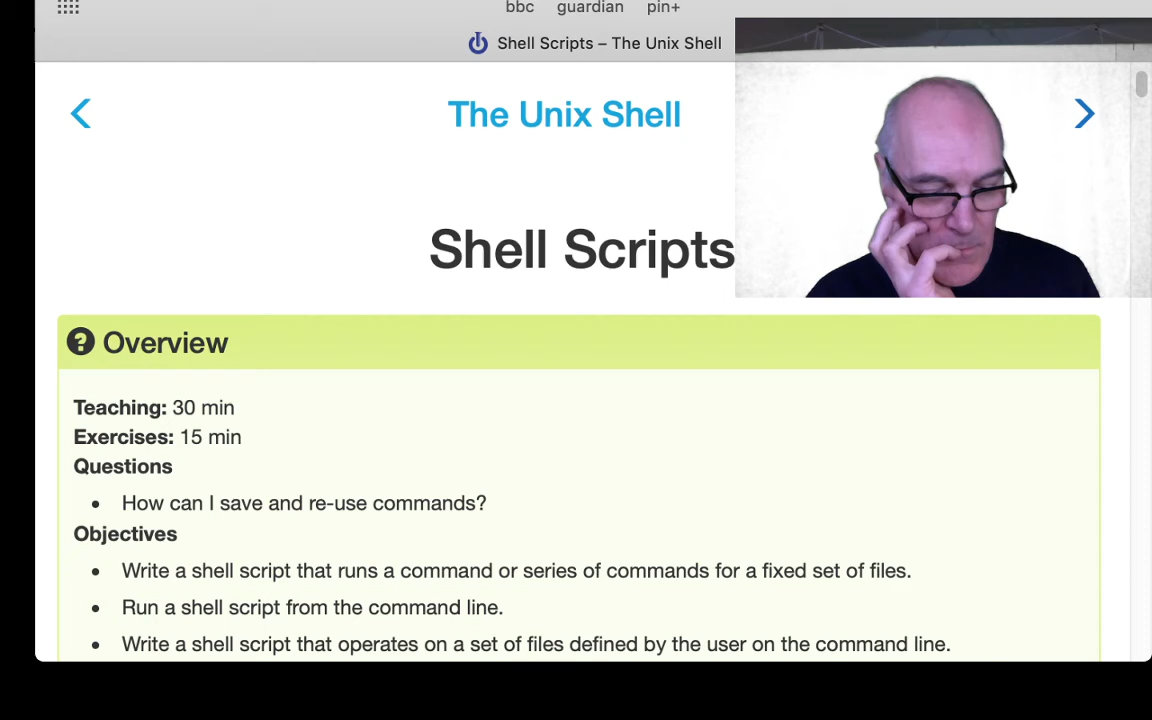 bbc guardian pin+
Shell Scripts – The Unix Shell
The Unix Shell
Shell Scripts
Overview
Teaching: 30 min
Exercises: 15 min
Questions
• How can I save and re-use commands?
Objectives
• Write a shell script that runs a command or series of commands for a fixed set of files.
• Run a shell script from the command line.
• Write a shell script that operates on a set of files defined by the user on the command line.